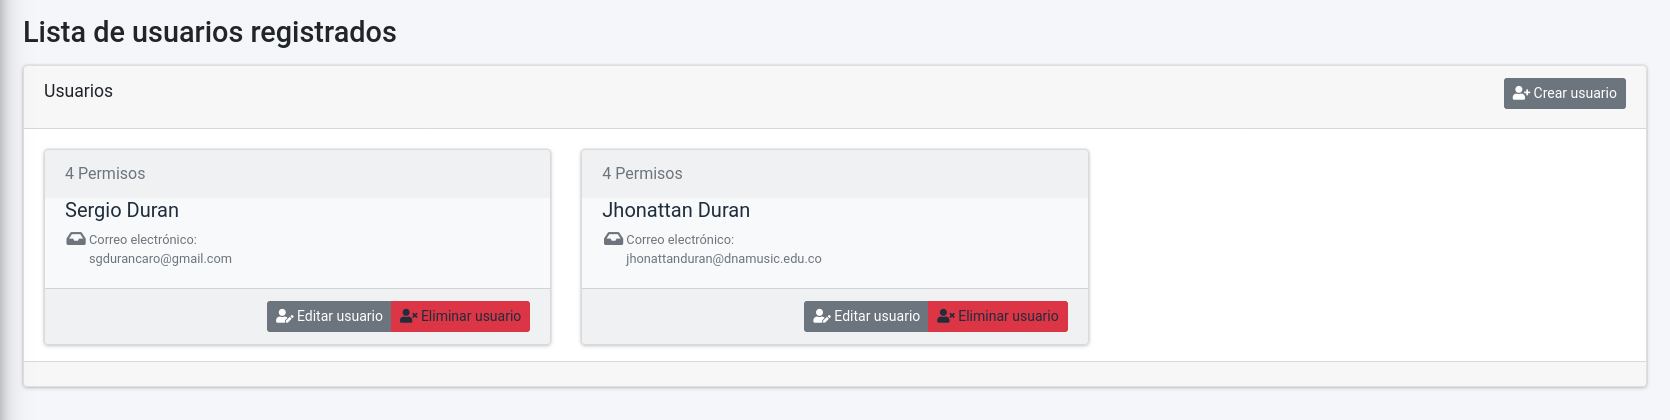 Lista de usuarios registrados
Usuarios
Crear usuario
4 Permisos
Sergio Duran
Correo electrónico:
sgdurancaro@gmail.com
Editar usuario
Eliminar usuario
4 Permisos
Jhonattan Duran
Correo electrónico:
jhonattanduran@dnamusic.edu.co
Editar usuario
Eliminar usuario